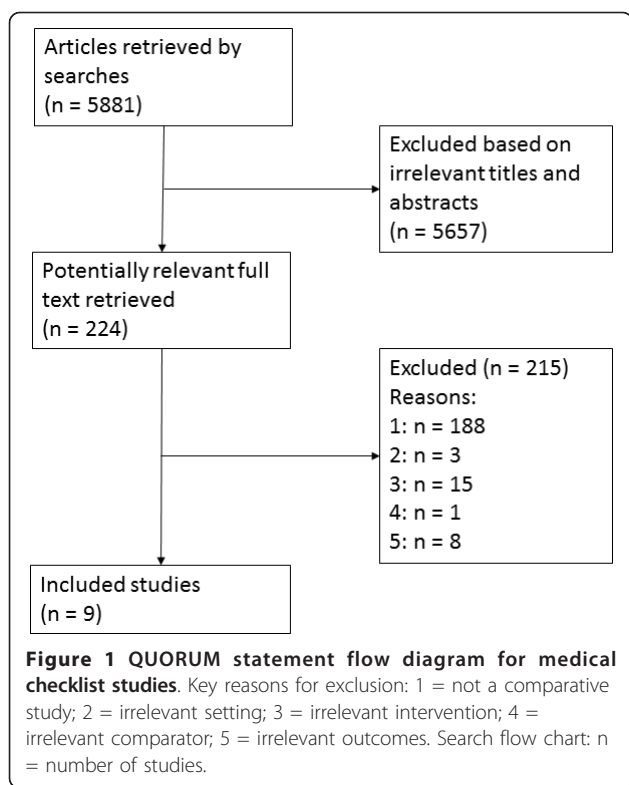 Articles retrieved by
searches
(n = 5881)
Excluded based on
irrelevant titles and
abstracts
(n = 5657)
Potentially relevant full
text retrieved
(n = 224)
Excluded (n = 215)
Reasons:
1: n = 188
2: n = 3
3: n = 15
4: n = 1
5: n = 8
Included studies
(n = 9)
Figure 1 QUORUM statement flow diagram for medical
checklist studies. Key reasons for exclusion: 1 = not a comparative
study; 2 = irrelevant setting; 3 = irrelevant intervention; 4 =
irrelevant comparator; 5 = irrelevant outcomes. Search flow chart: n
= number of studies.